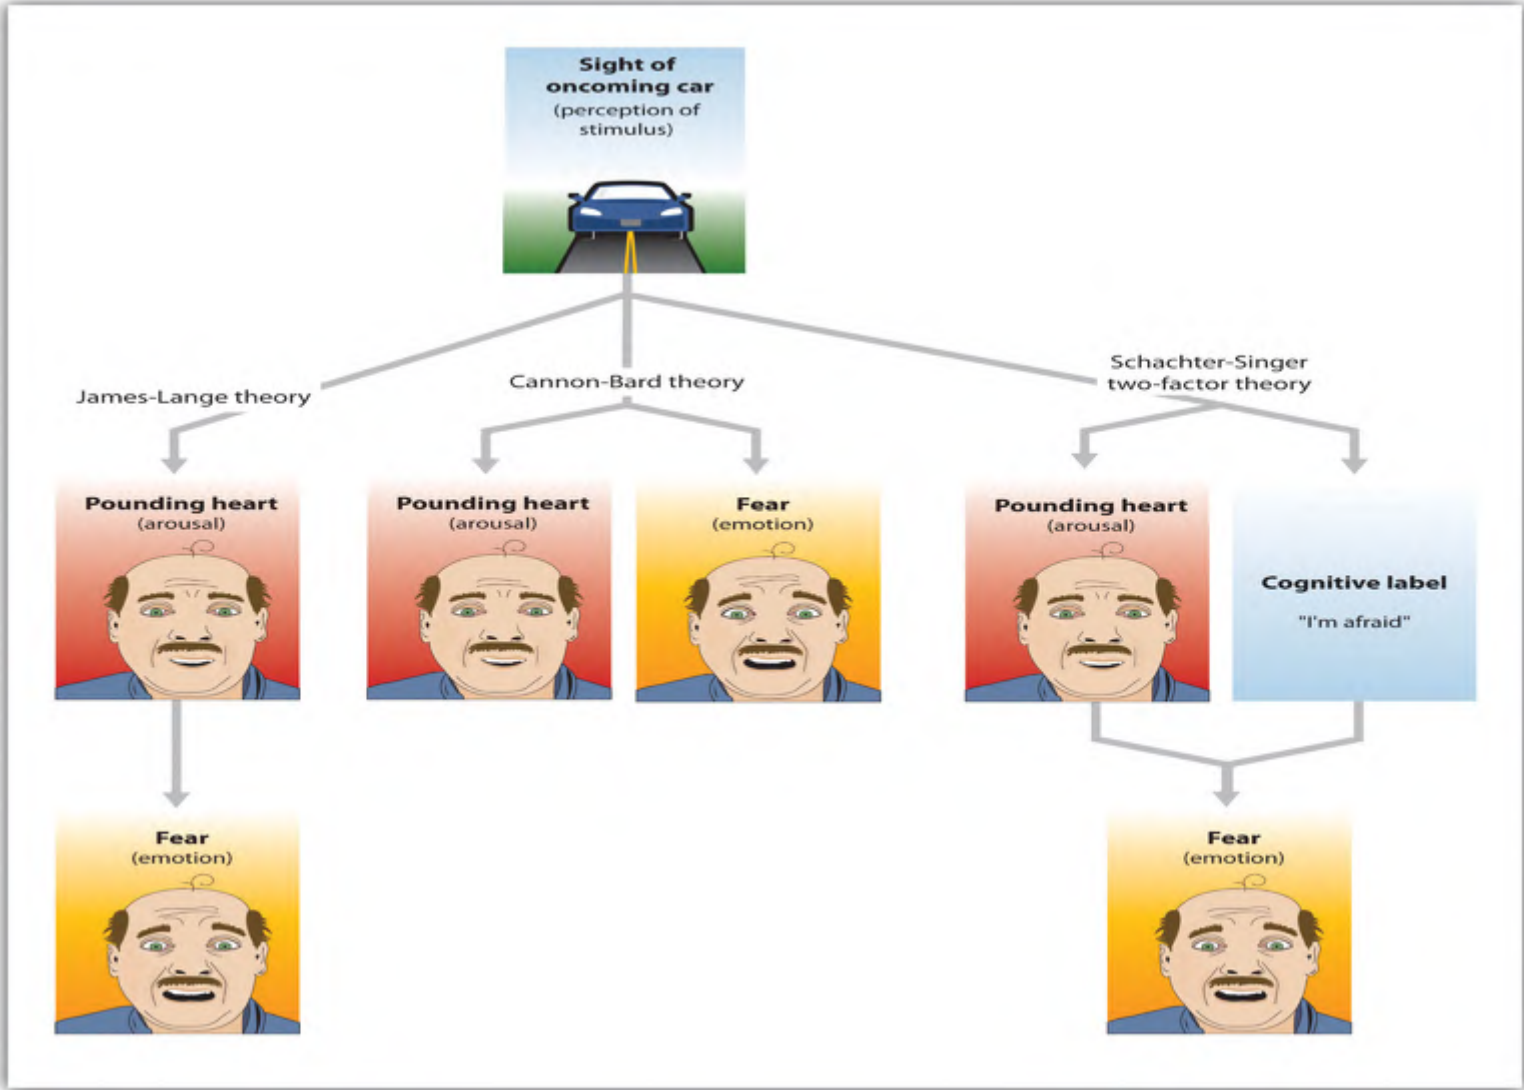 Sight of
oncoming car
(perception of
stimulus)
James-Lange theory
Cannon-Bard theory
Schachter-Singer
two-factor theory
Pounding heart
(arousal)
Pounding heart
(arousal)
Fear
(emotion)
Pounding heart
(arousal)
Cognitive label
"I'm afraid"
Fear
(emotion)
Fear
(emotion)